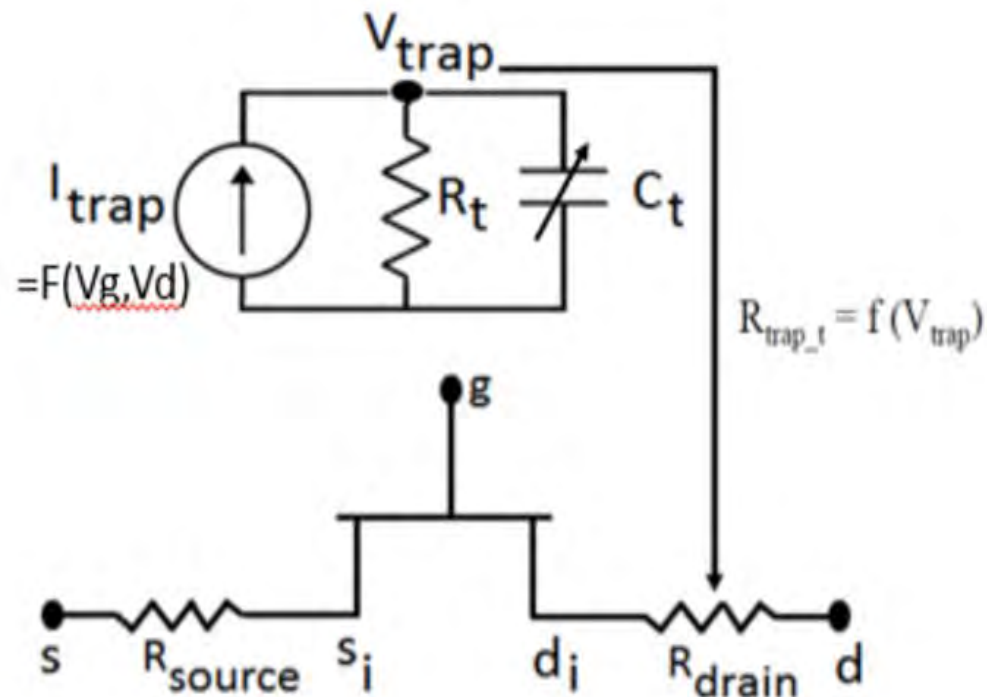 Vtrap
Itrap
=F(Vg,Vd)
Rt
Ct
Rtrap_t = f (Vtrap)
g
s
Rsource
si
di
Rdrain
d